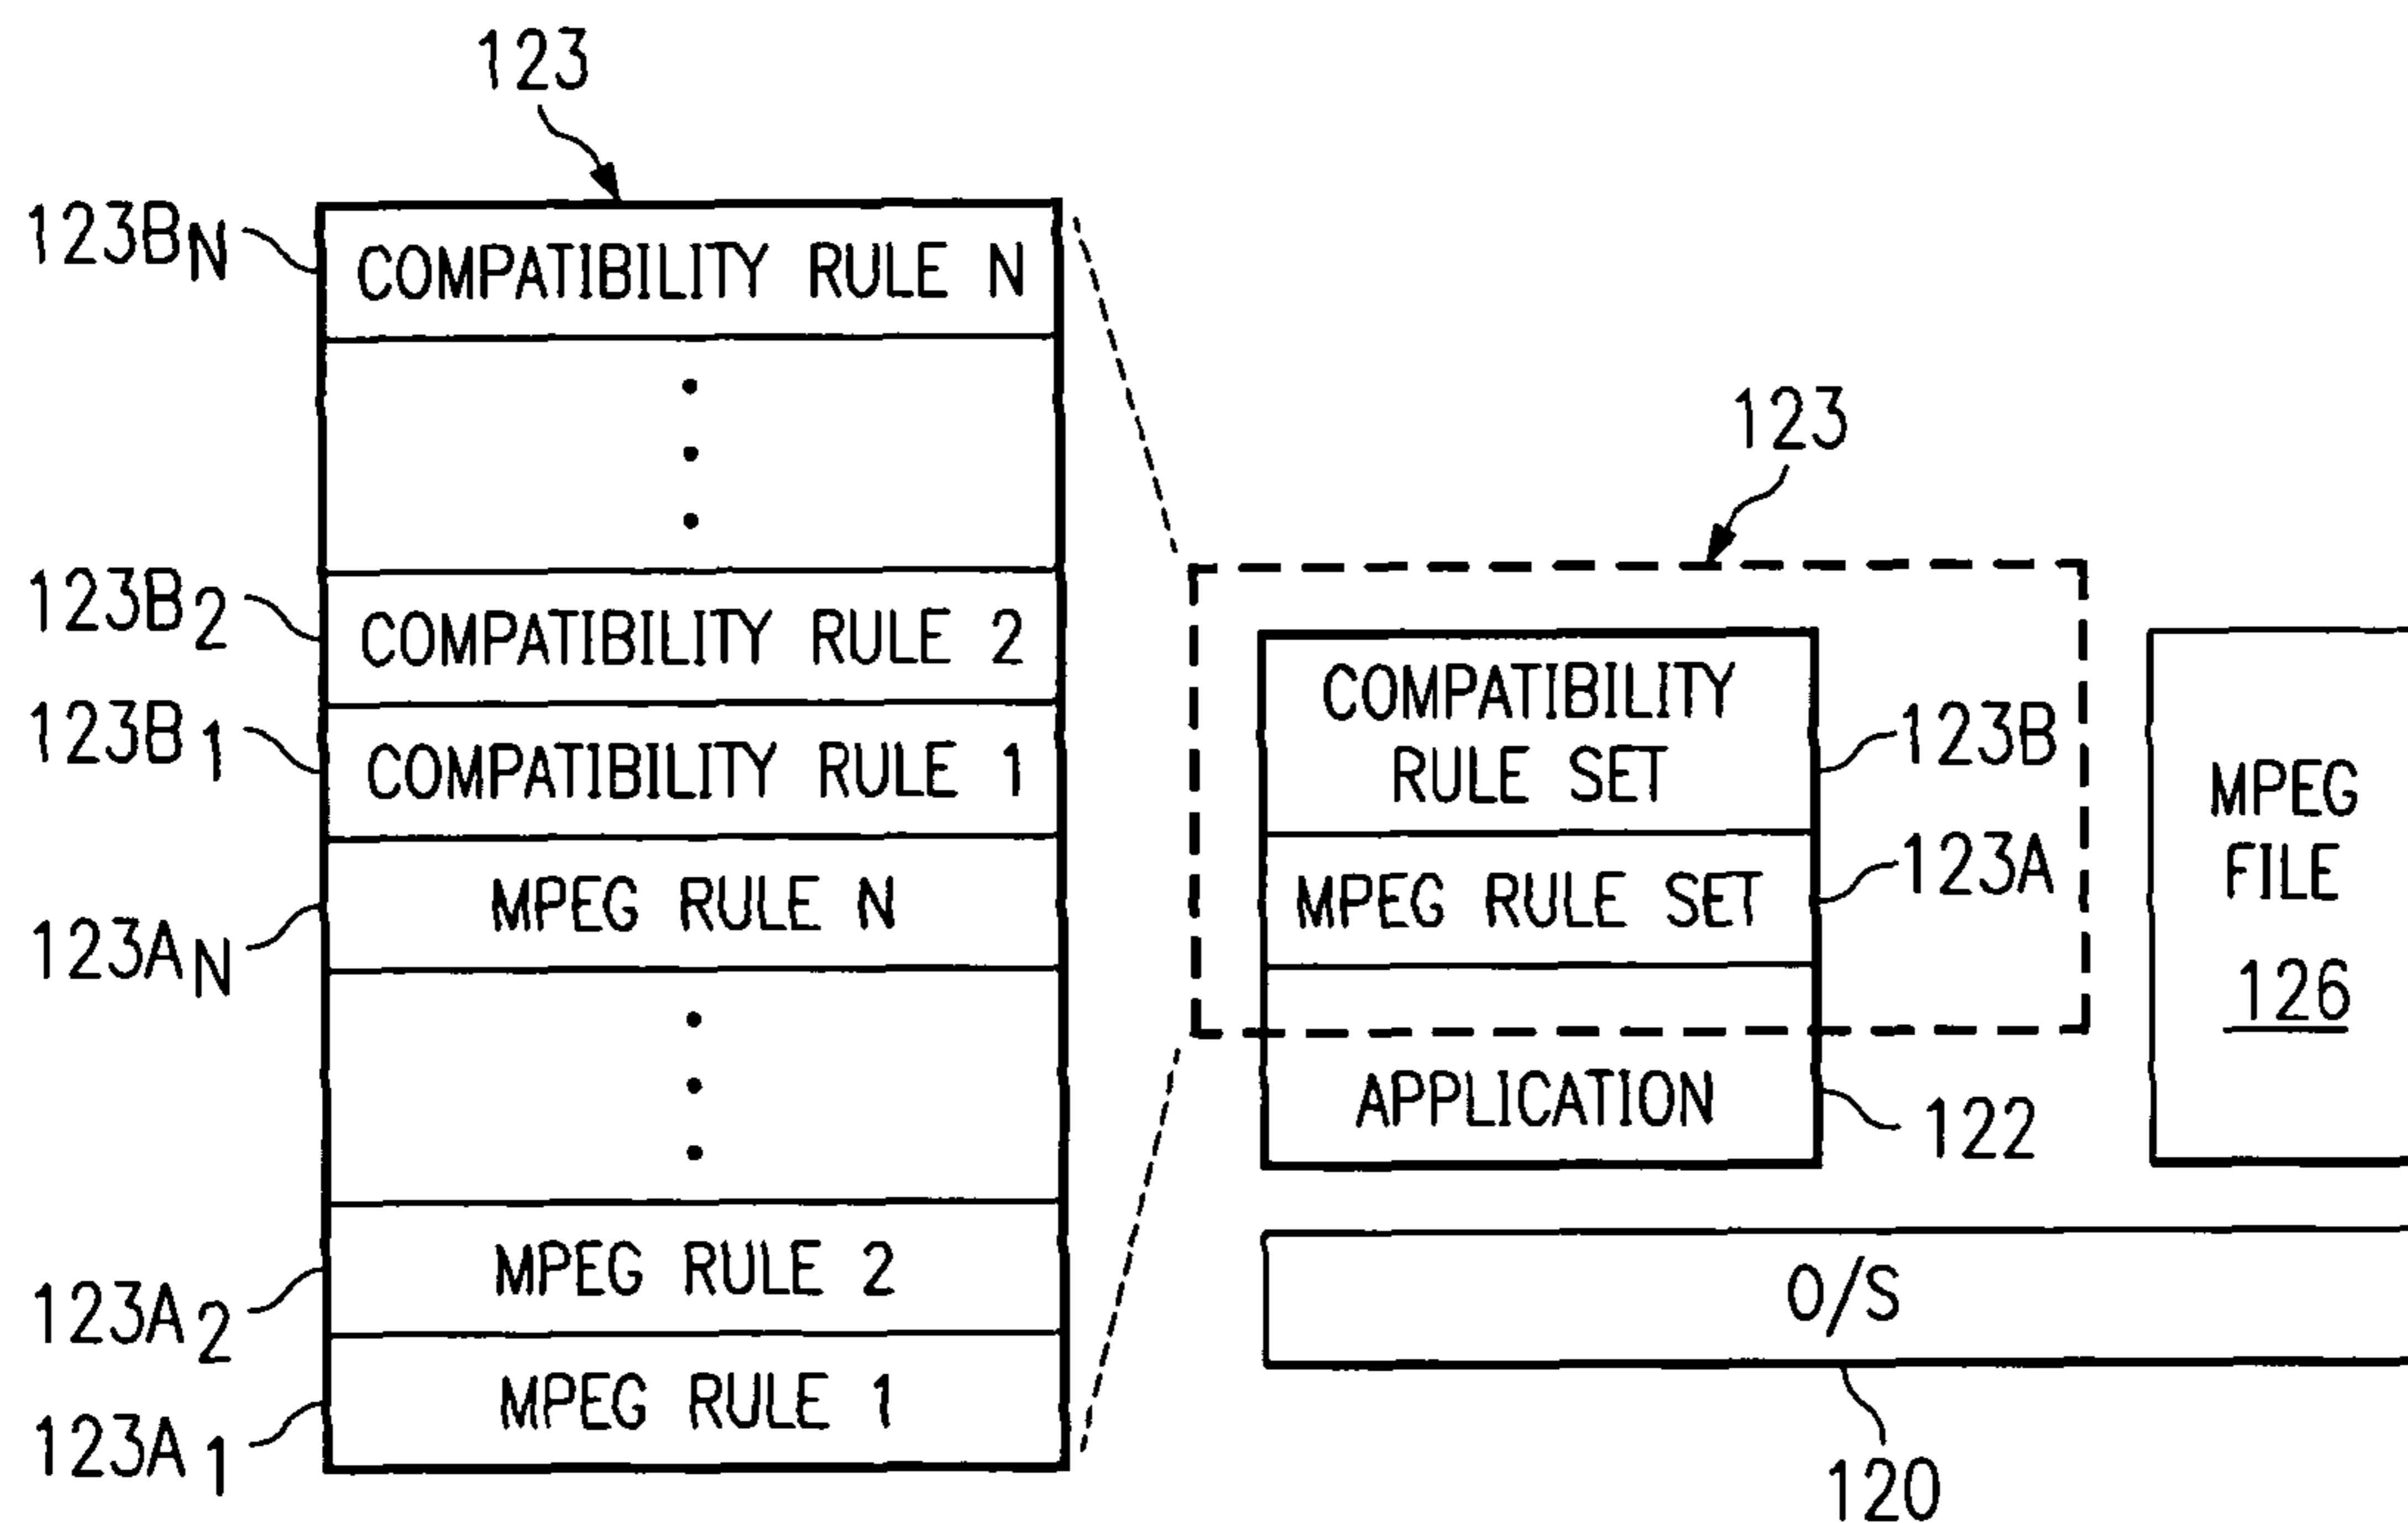 123
123BN
COMPATIBILITY RULE N
123B2
COMPATIBILITY RULE 2
123B1
COMPATIBILITY RULE 1
MPEG RULE N
123AN
MPEG RULE 2
123A2
MPEG RULE 1
123A1
123
COMPATIBILITY
RULE SET
123B
MPEG RULE SET
123A
APPLICATION
122
MPEG
FILE
126
O/S
120